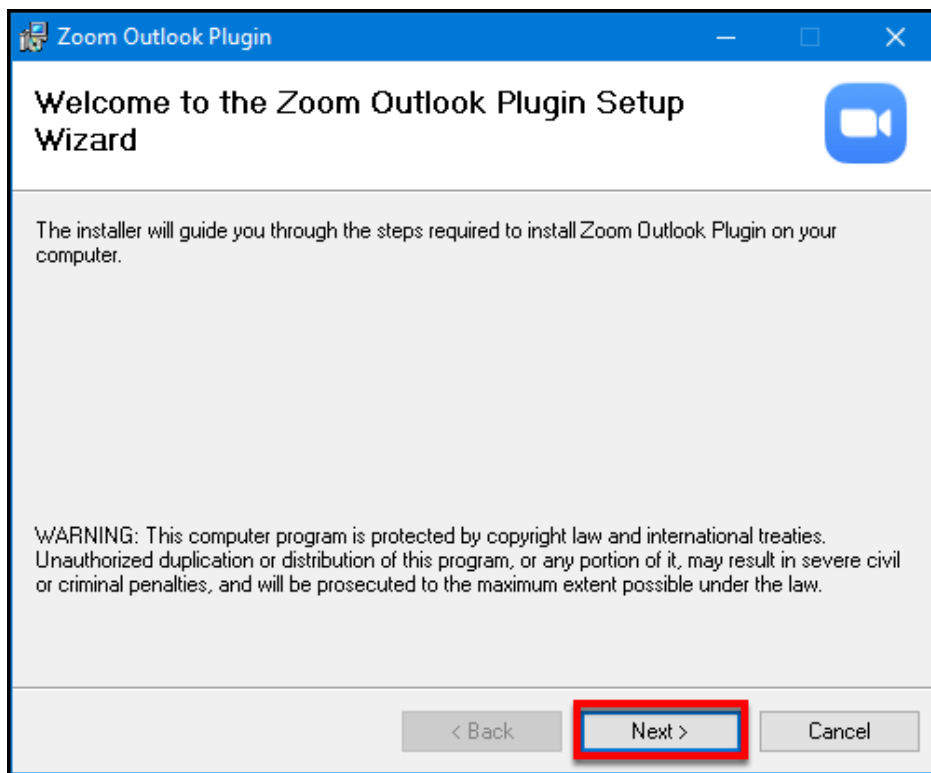 Zoom Outlook Plugin
Welcome to the Zoom Outlook Plugin Setup
Wizard
The installer will guide you through the steps required to install Zoom Outlook Plugin on your
computer.
WARNING: This computer program is protected by copyright law and international treaties.
Unauthorized duplication or distribution of this program, or any portion of it, may result in severe civil
or criminal penalties, and will be prosecuted to the maximum extent possible under the law.
< Back
Next >
Cancel